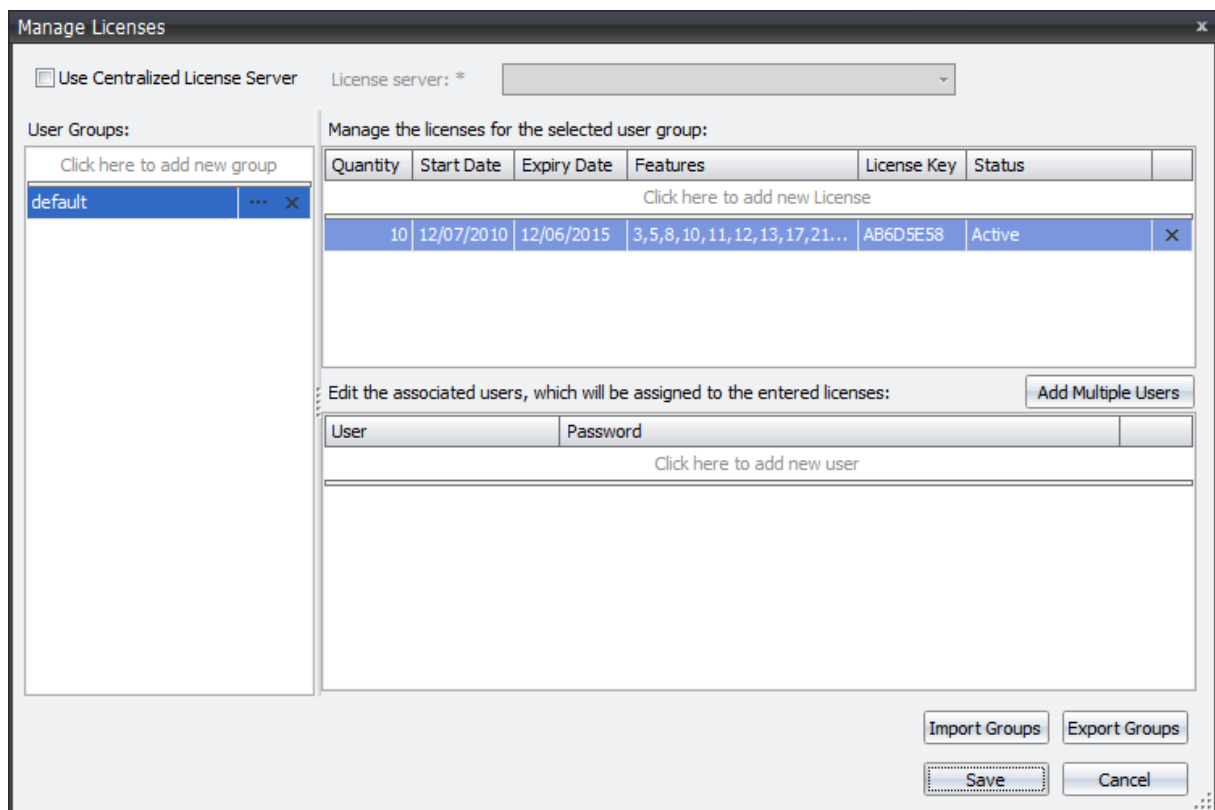 Manage Licenses x
Use Centralized License Server License server: *
User Groups: Manage the licenses for the selected user group:
Click here to add new group Quantity Start Date Expiry Date Features License Key Status
default ... × Click here to add new License
10 12/07/2010 12/06/2015 3,5,8,10,11,12,13,17,21... AB6D5E58 Active ×
Edit the associated users, which will be assigned to the entered licenses: Add Multiple Users
User Password
Click here to add new user
Import Groups Export Groups
Save Cancel